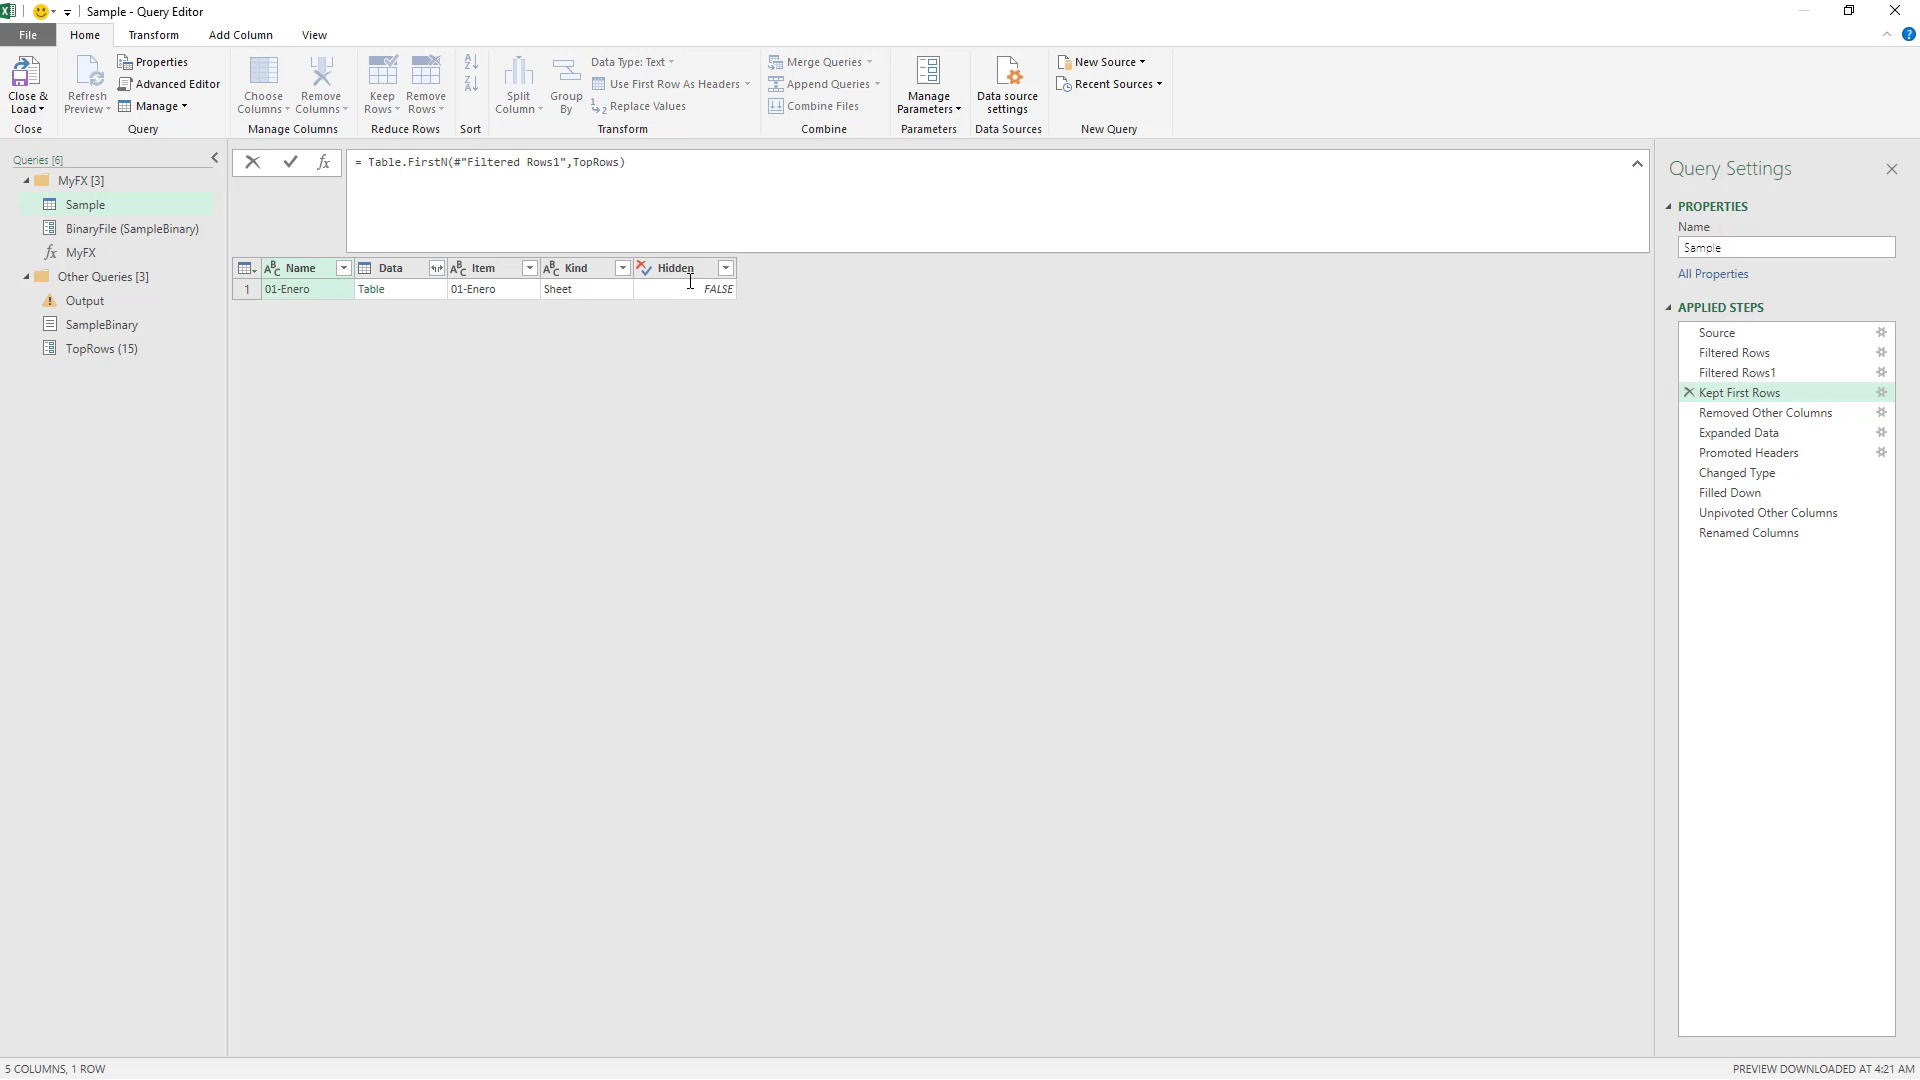 Sample - Query Editor
File Home Transform Add Column View
Close & Load
Close
Refresh Preview
Properties
Advanced Editor
Manage
Query
Choose Columns
Remove Columns
Manage Columns
Keep Rows
Remove Rows
Reduce Rows
Sort
Split Column
Group By
Data Type: Text
Use First Row As Headers
Replace Values
Transform
Merge Queries
Append Queries
Combine Files
Combine
Manage Parameters
Parameters
Data source settings
Data Sources
New Source
Recent Sources
New Query
Queries [6]
MyFX [3]
Sample
BinaryFile (SampleBinary)
MyFX
Other Queries [3]
Output
SampleBinary
TopRows (15)
= Table.FirstN(#"Filtered Rows1",TopRows)
Name Data Item Kind Hidden
1 01-Enero Table 01-Enero Sheet FALSE
Query Settings
PROPERTIES
Name
Sample
All Properties
APPLIED STEPS
Source
Filtered Rows
Filtered Rows1
Kept First Rows
Removed Other Columns
Expanded Data
Promoted Headers
Changed Type
Filled Down
Unpivoted Other Columns
Renamed Columns
5 COLUMNS, 1 ROW
PREVIEW DOWNLOADED AT 4:21 AM